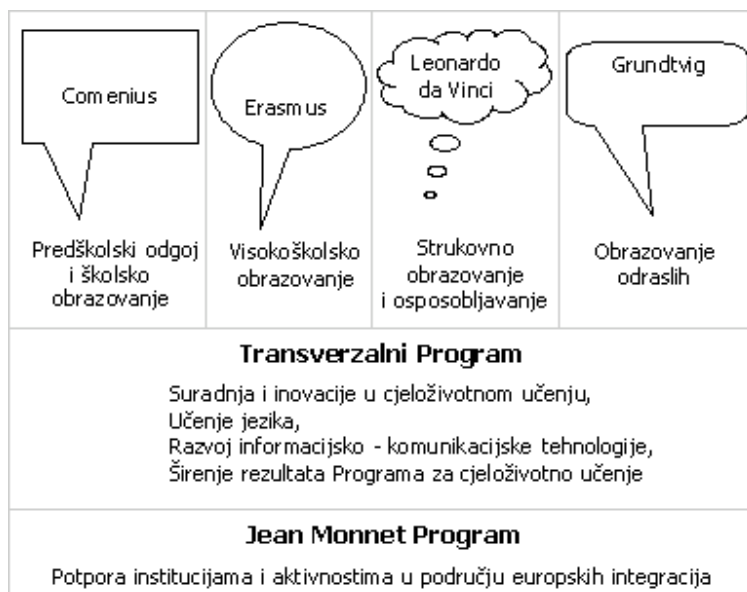 Comenius
Predškolski odgoj
i školsko
obrazovanje
Erasmus
Visokoškolsko
obrazovanje
Leonardo
da Vinci
Strukovno
obrazovanje
i osposobljavanje
Grundtvig
Obrazovanje
odraslih
Transverzalni Program
Suradnja i inovacije u cjeloživotnom učenju,
Učenje jezika,
Razvoj informacijsko - komunikacijske tehnologije,
Širenje rezultata Programa za cjeloživotno učenje
Jean Monnet Program
Potpora institucijama i aktivnostima u području europskih integracija